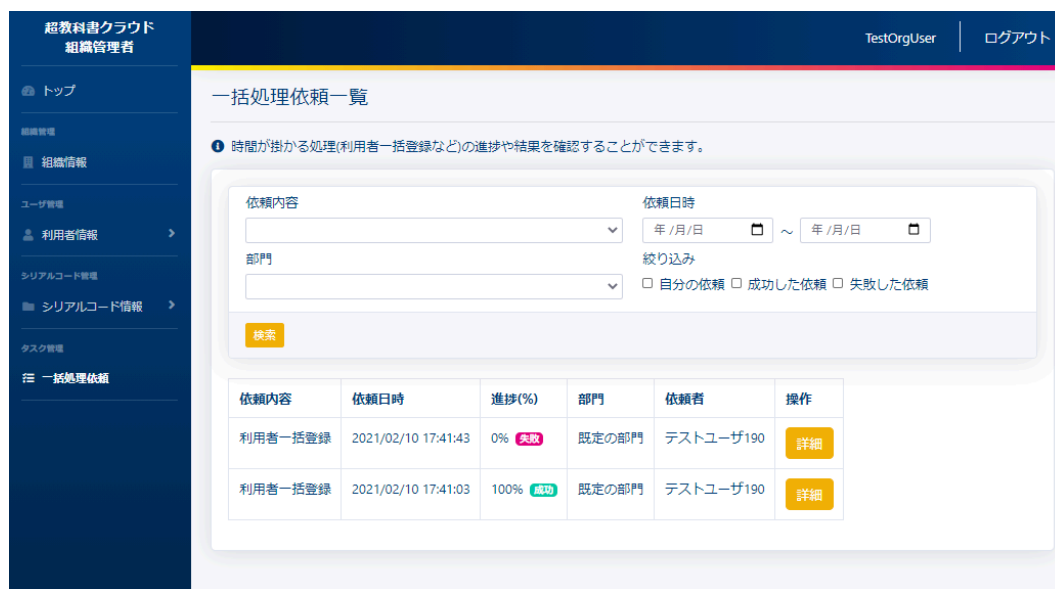 超教科書クラウド
組織管理者
TestOrgUser
ログアウト
トップ
組織管理
組織情報
ユーザ管理
利用者情報
シリアルコード管理
シリアルコード情報
タスク管理
一括処理依頼
一括処理依頼一覧
時間が掛かる処理(利用者一括登録など)の進捗や結果を確認することができます。
依頼内容
依頼日時
年 /月/日 ～ 年 /月/日
部門
絞り込み
自分の依頼 成功した依頼 失敗した依頼
検索
依頼内容 依頼日時 進捗(%) 部門 依頼者 操作
利用者一括登録 2021/02/10 17:41:43 0% 失敗 既定の部門 テストユーザ190 詳細
利用者一括登録 2021/02/10 17:41:03 100% 成功 既定の部門 テストユーザ190 詳細